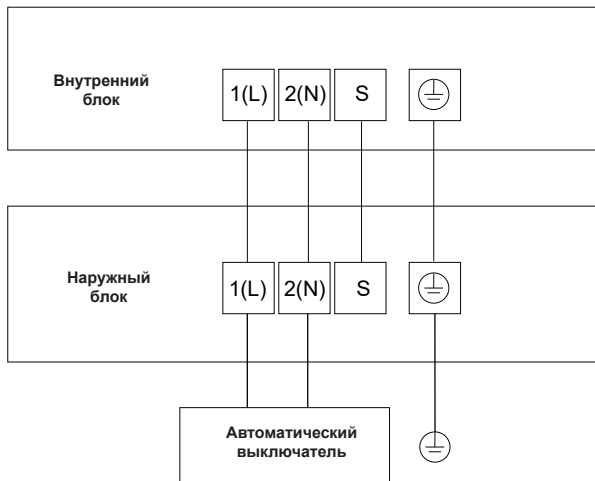 Внутренний
блок
1(L) 2(N) S
Наружный
блок
1(L) 2(N) S
Автоматический
выключатель